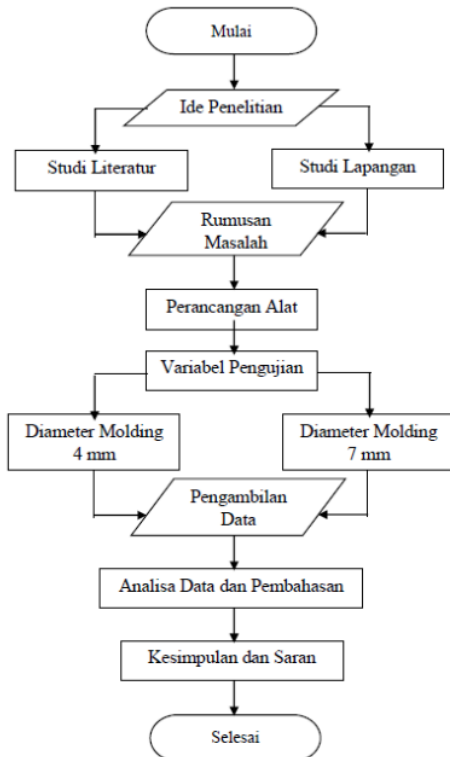 Mulai
Ide Penelitian
Studi Literatur
Studi Lapangan
Rumusan
Masalah
Perancangan Alat
Variabel Pengujian
Diameter Molding
4 mm
Diameter Molding
7 mm
Pengambilan
Data
Analisa Data dan Pembahasan
Kesimpulan dan Saran
Selesai